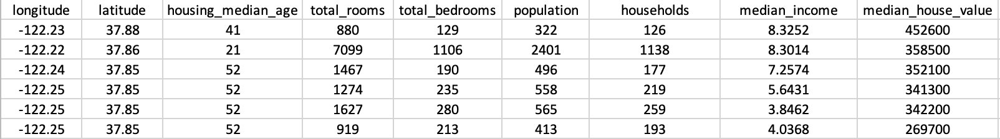 longitude latitude housing_median_age total_rooms total_bedrooms population households median_income median_house_value
-122.23 37.88 41 880 129 322 126 8.3252 452600
-122.22 37.86 21 7099 1106 2401 1138 8.3014 358500
-122.24 37.85 52 1467 190 496 177 7.2574 352100
-122.25 37.85 52 1274 235 558 219 5.6431 341300
-122.25 37.85 52 1627 280 565 259 3.8462 342200
-122.25 37.85 52 919 213 413 193 4.0368 269700